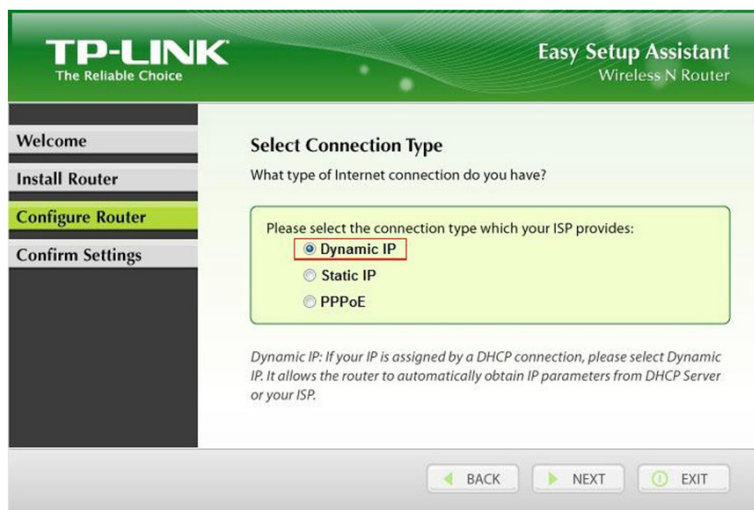 TP-LINK
The Reliable Choice
Easy Setup Assistant
Wireless N Router
Welcome
Install Router
Configure Router
Confirm Settings
Select Connection Type
What type of Internet connection do you have?
Please select the connection type which your ISP provides:
Dynamic IP
Static IP
PPPoE
Dynamic IP: If your IP is assigned by a DHCP connection, please select Dynamic
IP. It allows the router to automatically obtain IP parameters from DHCP Server
or your ISP.
BACK
NEXT
EXIT